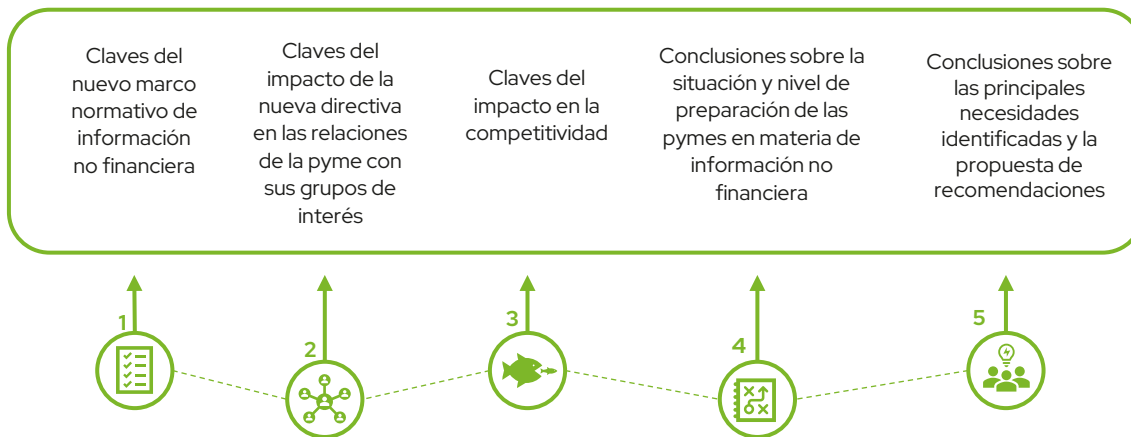 Claves del
nuevo marco
normativo de
información
no financiera
Claves del
impacto de la
nueva directiva
en las relaciones
de la pyme con
sus grupos de
interés
Claves del
impacto en la
competitividad
Conclusiones sobre la
situación y nivel de
preparación de las
pymes en materia de
información no
financiera
Conclusiones sobre
las principales
necesidades
identificadas y la
propuesta de
recomendaciones
1
2
3
4
5